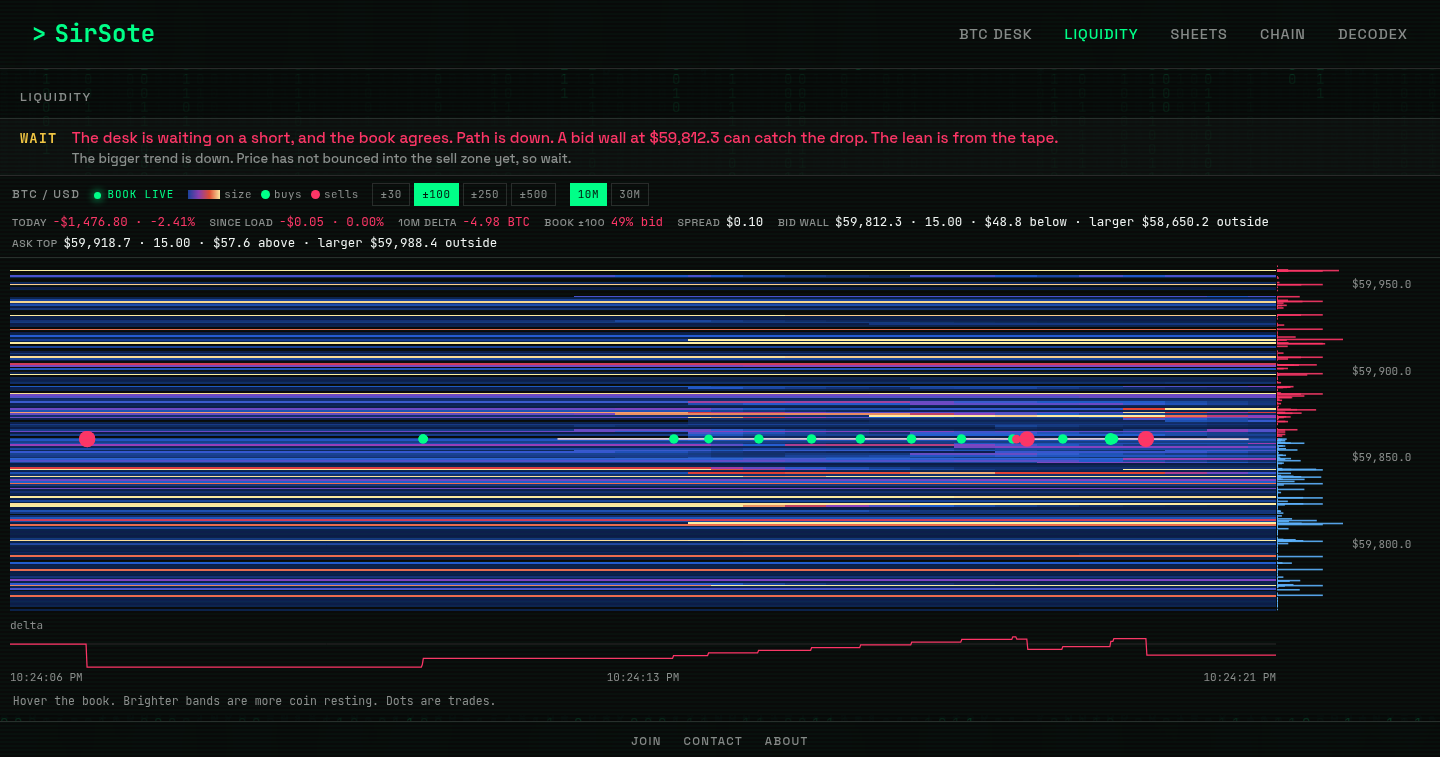 > SirSote
BTC DESK LIQUIDITY SHEETS CHAIN DECODEX
LIQUIDITY
WAIT The desk is waiting on a short, and the book agrees. Path is down. A bid wall at $59,812.3 can catch the drop. The lean is from the tape.
The bigger trend is down. Price has not bounced into the sell zone yet, so wait.
BTC / USD BOOK LIVE size buys sells ±30 ±100 ±250 ±500 10M 30M
TODAY -$1,476.80 · -2.41% SINCE LOAD -$0.05 · 0.00% 10M DELTA -4.98 BTC BOOK ±100 49% bid SPREAD $0.10 BID WALL $59,812.3 · 15.00 · $48.8 below · larger $58,650.2 outside
ASK TOP $59,918.7 · 15.00 · $57.6 above · larger $59,988.4 outside
$59,950.0
$59,900.0
$59,850.0
$59,800.0
delta
10:24:06 PM 10:24:13 PM 10:24:21 PM
Hover the book. Brighter bands are more coin resting. Dots are trades.
JOIN CONTACT ABOUT